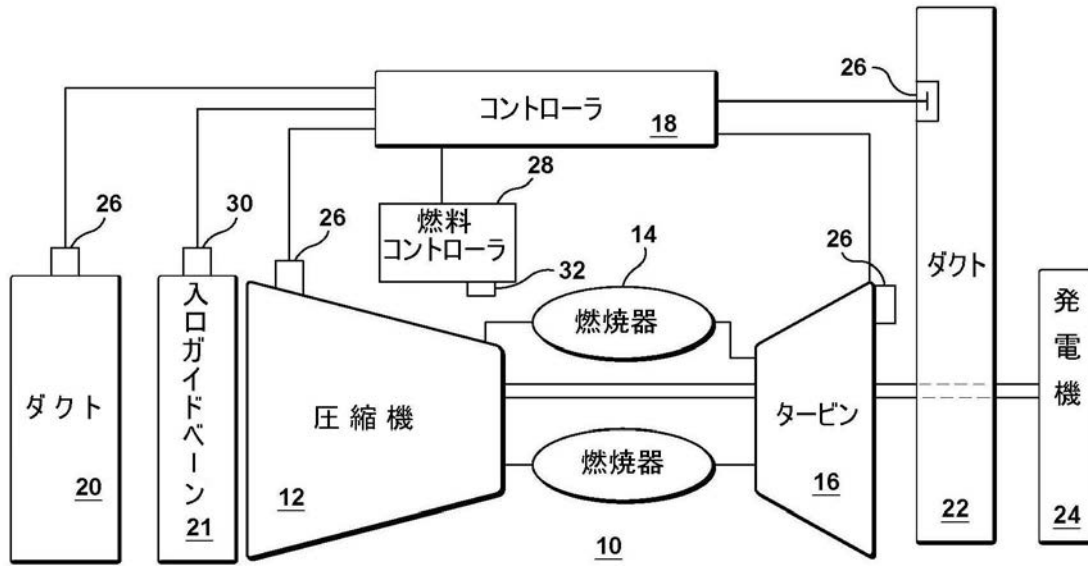 コントローラ
18
26
26
30
26
28
燃料
コントローラ
32
14
燃焼器
26
ダクト
発電機
ダクト
20
入口ガイドベーン
21
圧縮機
12
燃焼器
タービン
16
10
22
24